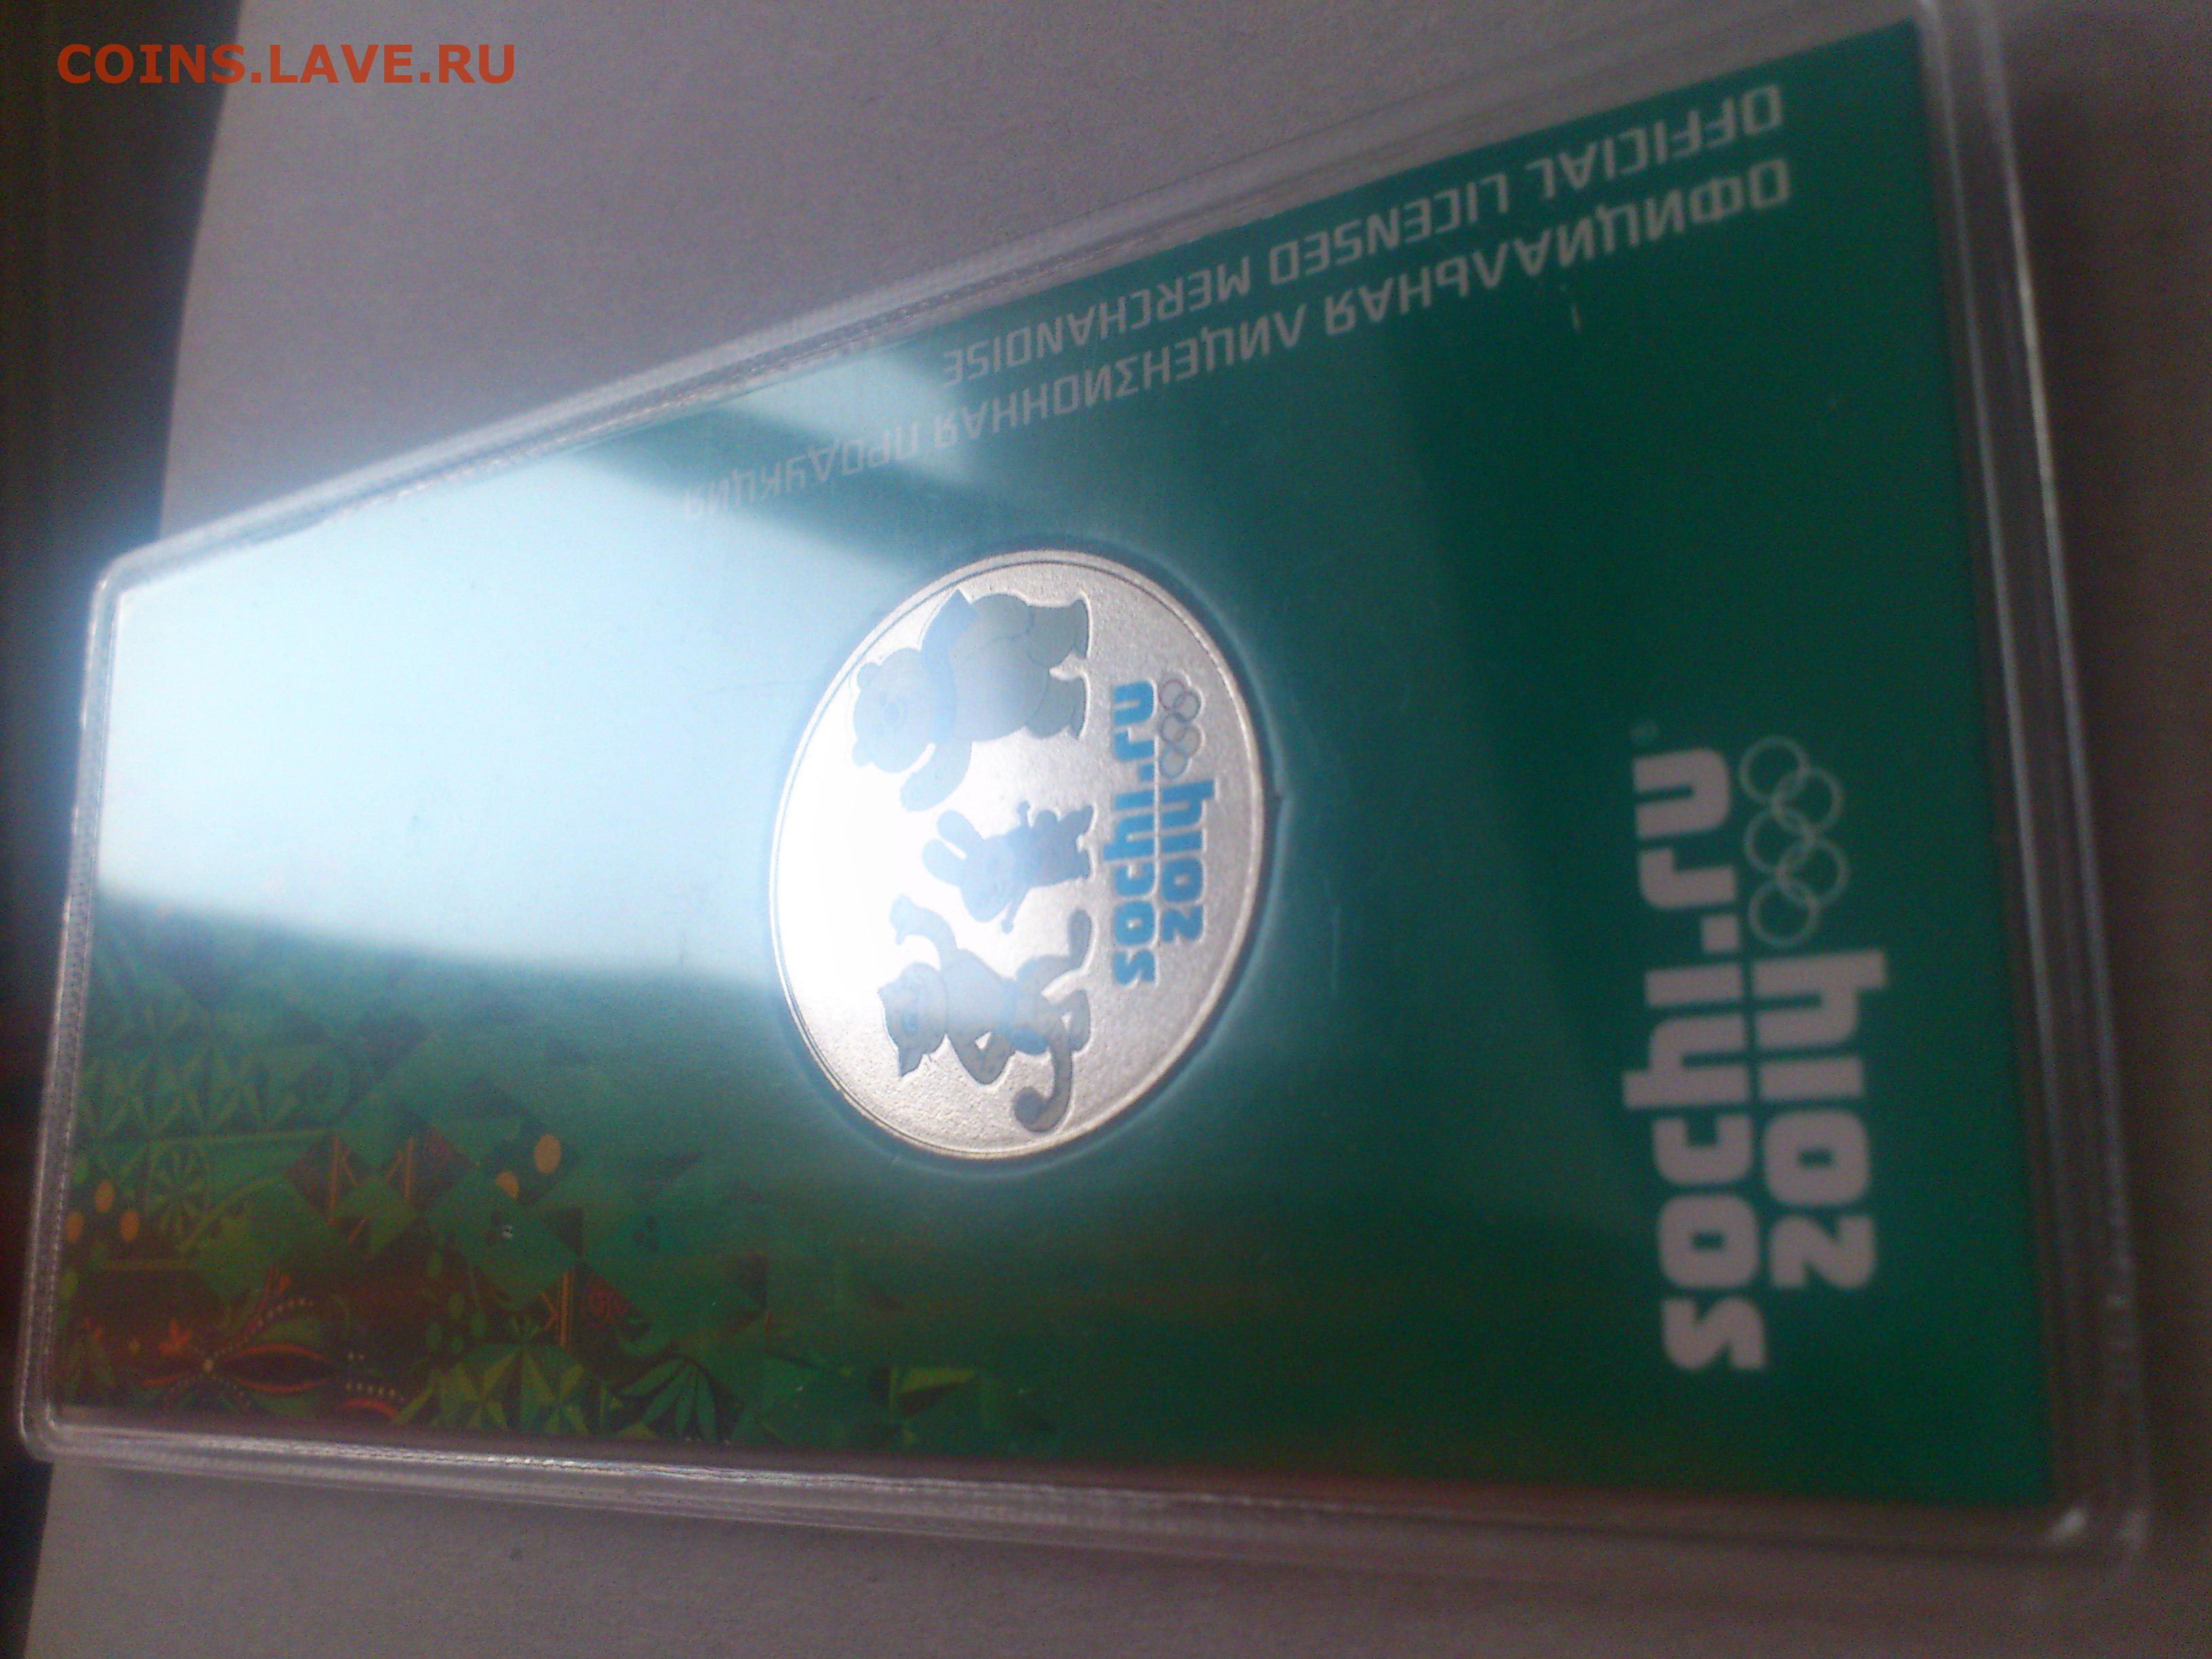 COINS.LAVE.RU
OFFICIAL LICENSED MERCHANDISE
ОФИЦИАЛЬНАЯ ЛИЦЕНЗИОННАЯ ПРОДУКЦИЯ
sochi.ru
2014
sochi.ru®
2014